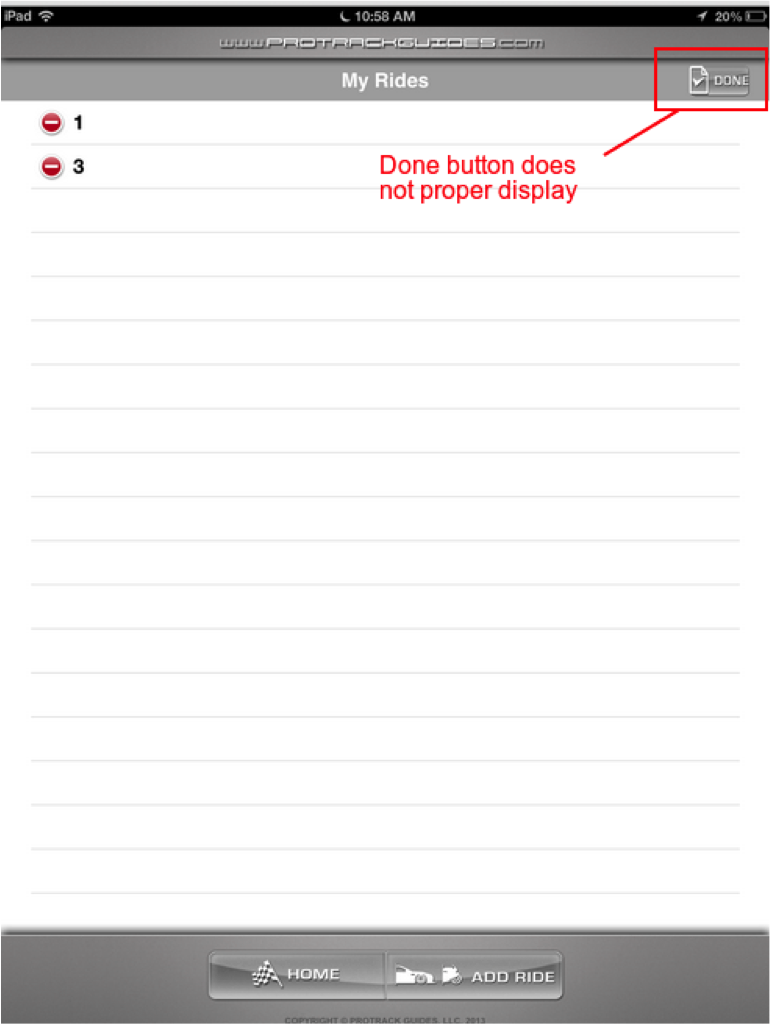 iPad 10:58 AM 20%
www.PROTRACKGUIDES.com
My Rides
DONE
1
3
Done button does
not proper display
HOME ADD RIDE
COPYRIGHT © PROTRACK GUIDES, LLC. 2013